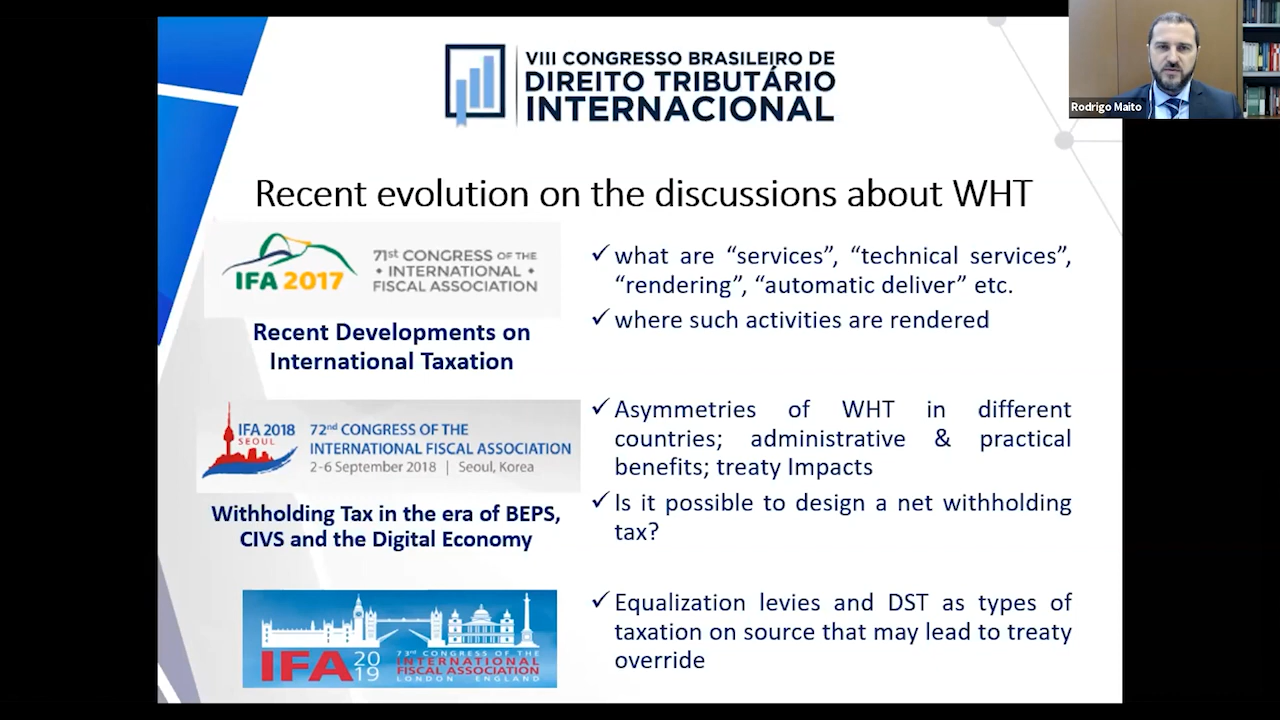 VIII CONGRESSO BRASILEIRO DE
DIREITO TRIBUTÁRIO
INTERNACIONAL
Rodrigo Maito
Recent evolution on the discussions about WHT
IFA 2017
71st CONGRESS OF THE
• INTERNATIONAL •
FISCAL ASSOCIATION
Recent Developments on
International Taxation
✓ what are “services”, “technical services”,
“rendering”, “automatic deliver” etc.
✓ where such activities are rendered
IFA 2018
SEOUL
72nd CONGRESS OF THE
INTERNATIONAL FISCAL ASSOCIATION
2-6 September 2018 | Seoul, Korea
Withholding Tax in the era of BEPS,
CIVS and the Digital Economy
✓ Asymmetries of WHT in different
countries; administrative & practical
benefits; treaty Impacts
✓ Is it possible to design a net withholding
tax?
IFA 20
19
73rd CONGRESS OF THE
INTERNATIONAL
FISCAL ASSOCIATION
LONDON ENGLAND
✓ Equalization levies and DST as types of
taxation on source that may lead to treaty
override